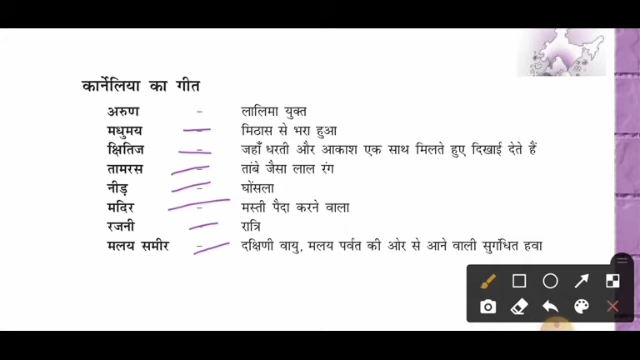 कार्नेलिया का गीत
अरुण - लालिमा युक्त
मधुमय - मिठास से भरा हुआ
क्षितिज - जहाँ धरती और आकाश एक साथ मिलते हुए दिखाई देते हैं
तामरस - तांबे जैसा लाल रंग
नीड़ - घोंसला
मदिर - मस्ती पैदा करने वाला
रजनी - रात्रि
मलय समीर - दक्षिणी वायु, मलय पर्वत की ओर से आने वाली सुगंधित हवा